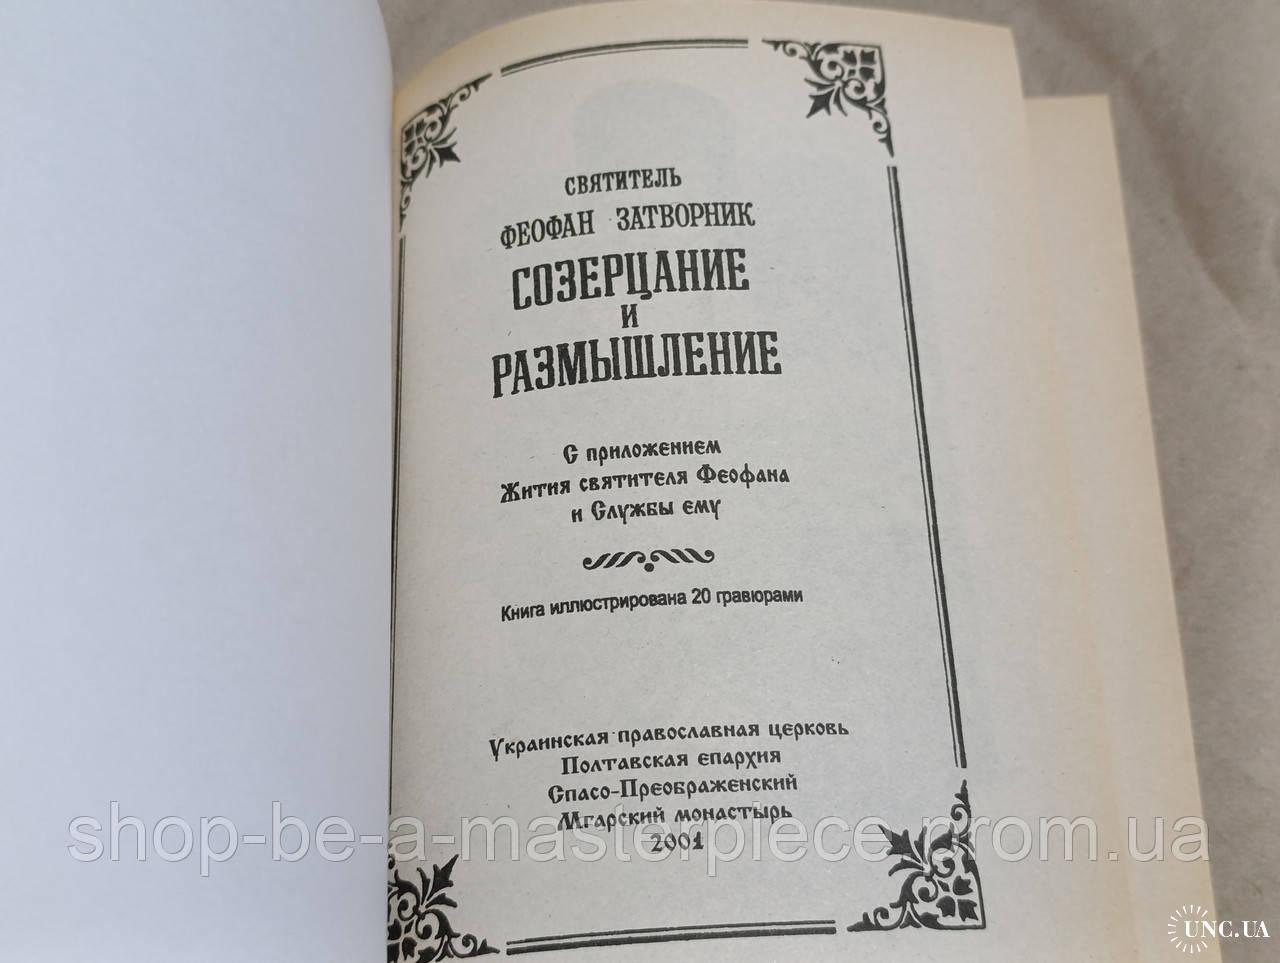 СВЯТИТЕЛЬ
ФЕОФАН ЗАТВОРНИК
СОЗЕРЦАНИЕ
И
РАЗМЫШЛЕНИЕ
С приложением
Жития святителя Феофана
и Службы ему
Книга иллюстрирована 20 гравюрами
Украинская православная церковь
Полтавская епархия
Спасо-Преображенский
Мгарский монастырь
2001
shop-be-a-masterpiece.prom.ua
UNC.UA